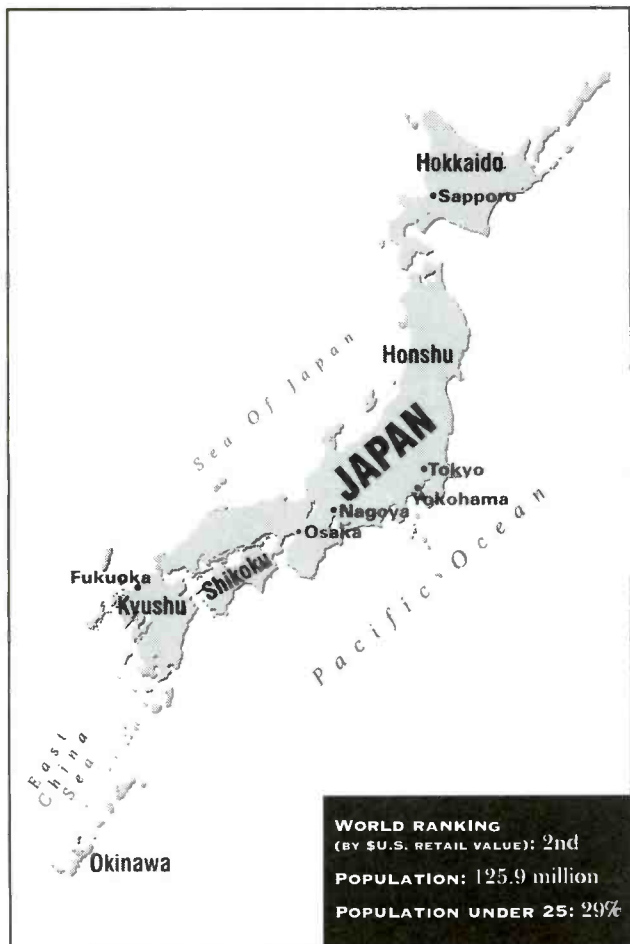 Hokkaido
Sapporo
Sea Of Japan
Honshu
JAPAN
Tokyo
Yokohama
Nagoya
Osaka
Pacific Ocean
Fukuoka
Shikoku
Kyushu
East
China
Sea
Okinawa
WORLD RANKING
(BY $U.S. RETAIL VALUE): 2nd
POPULATION: 125.9 million
POPULATION UNDER 25: 29%